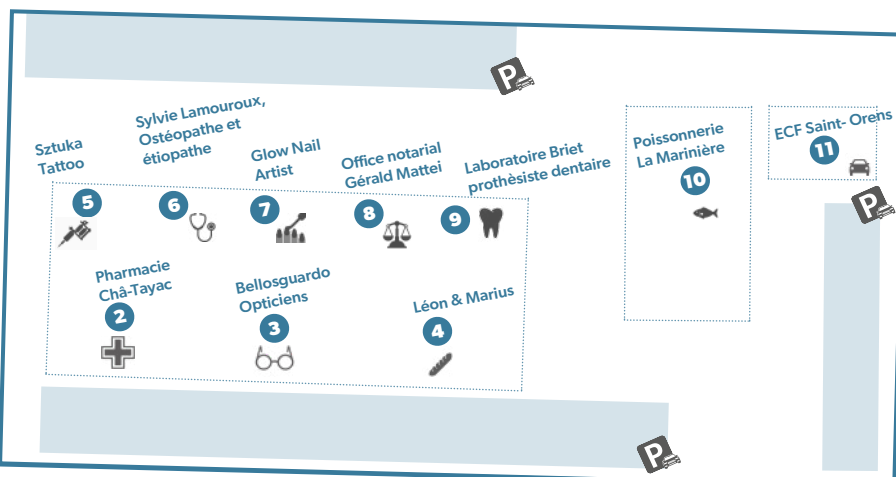 P
Sztuka
Tattoo
5
Sylvie Lamouroux,
Ostéopathe et
étiopathe
6
Glow Nail
Artist
7
Office notarial
Gérald Mattei
8
Laboratoire Briet
prothèsiste dentaire
9
Poissonnerie
La Marinière
10
ECF Saint- Orens
11
P
Pharmacie
Châ-Tayac
2
Bellosguardo
Opticiens
3
Léon & Marius
4
P